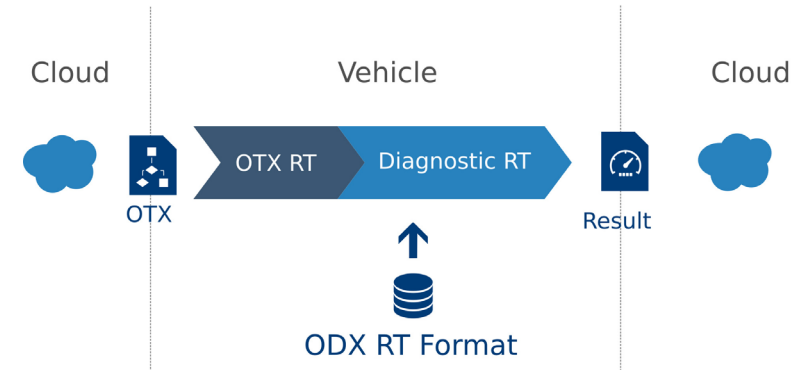 Cloud
Vehicle
Cloud
OTX RT
Diagnostic RT
OTX
Result
ODX RT Format